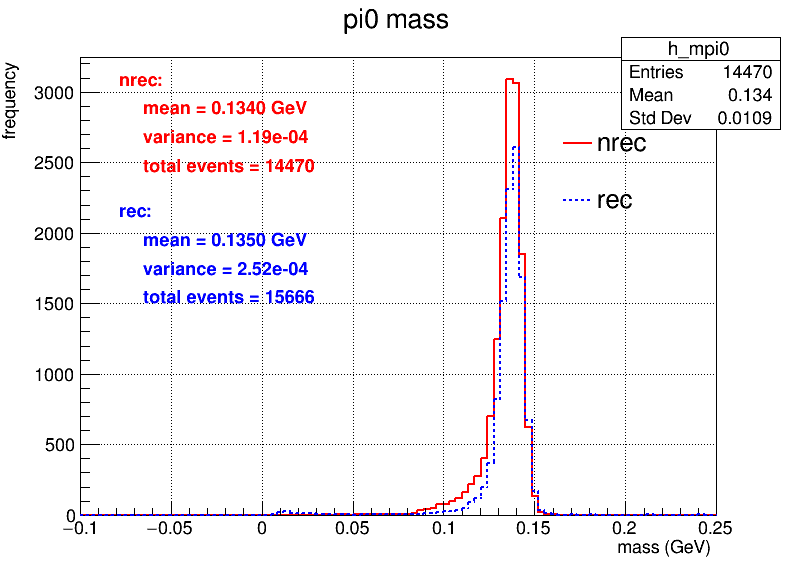 pi0 mass
h_mpi0
Entries 14470
Mean 0.134
Std Dev 0.0109
frequency
nrec:
mean = 0.1340 GeV
variance = 1.19e-04
total events = 14470
rec:
mean = 0.1350 GeV
variance = 2.52e-04
total events = 15666
nrec
rec
3000
2500
2000
1500
1000
500
0
−0.1 −0.05 0 0.05 0.1 0.15 0.2 0.25
mass (GeV)